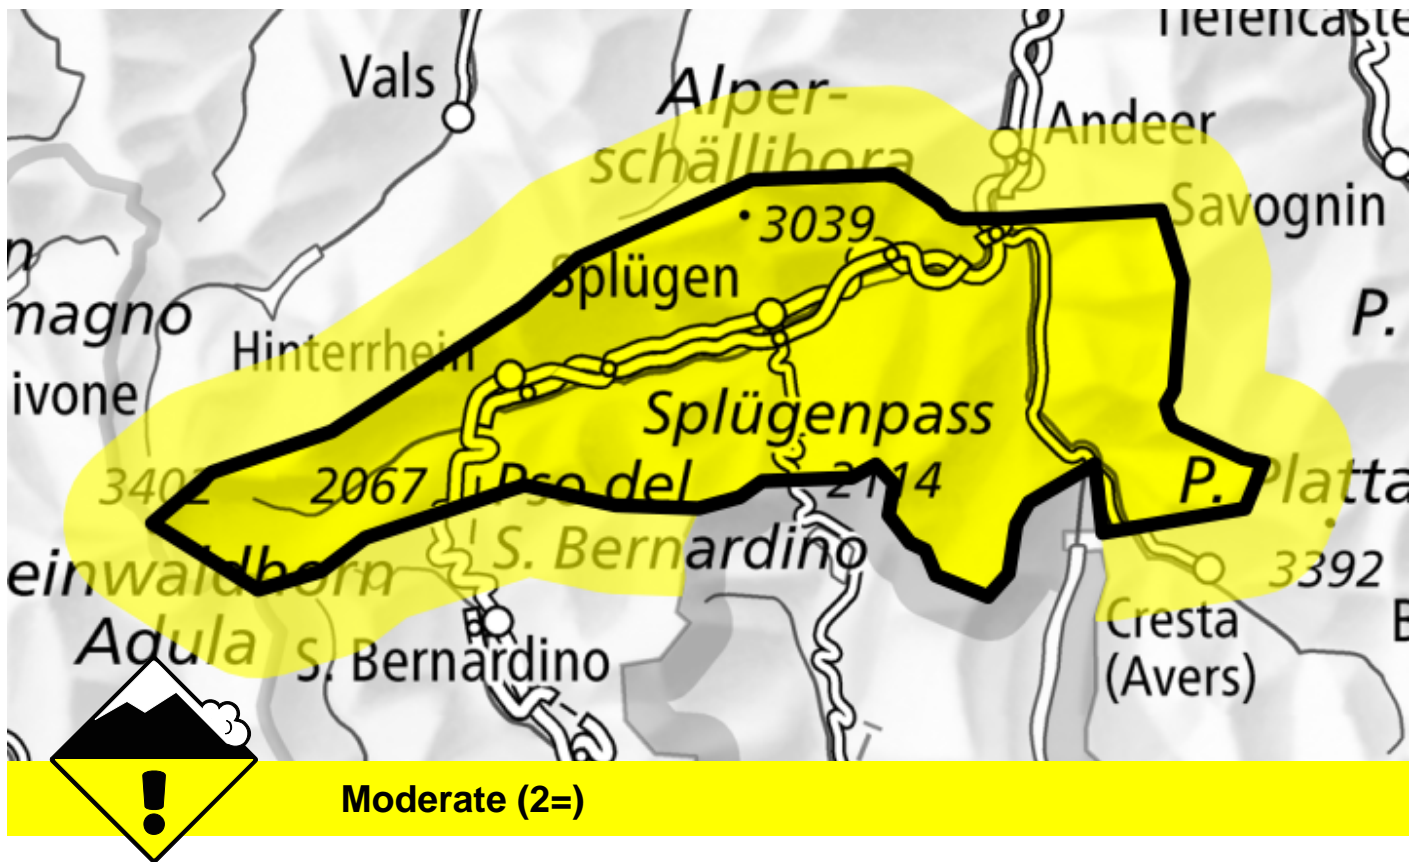 Tiefencaste
Vals
Alper-
schällihora
Andeer
Savognin
3039
n
Splügen
magno
P.
Hinterrhein
ivone
Splügenpass
3402
2067
Pso del
2114
P. Platta
S. Bernardino
einwaldhorn
3392
Adula
Cresta
B
S. Bernardino
(Avers)
Moderate (2=)